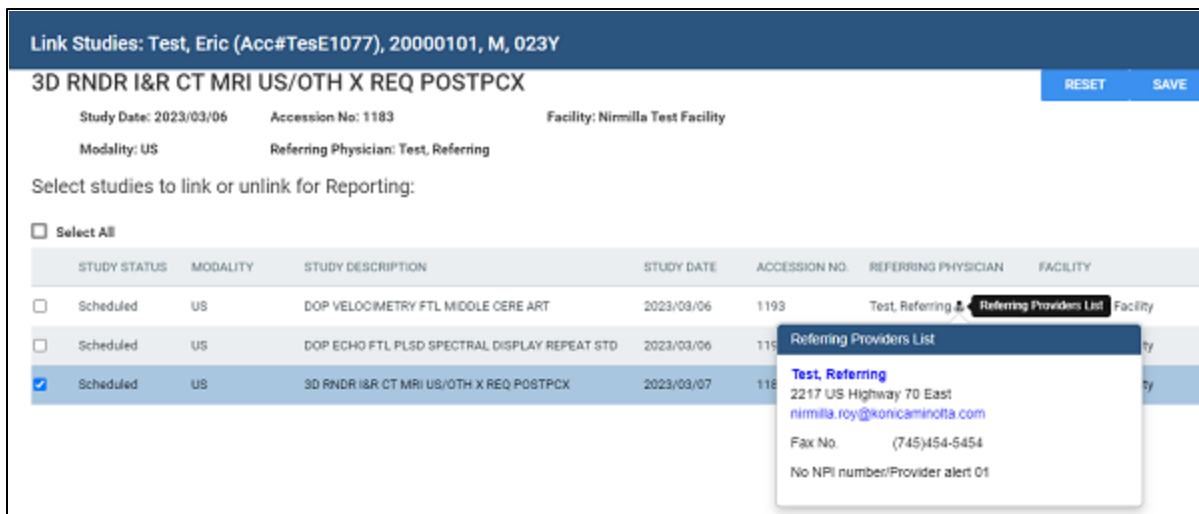 Link Studies: Test, Eric (Acc#TesE1077), 20000101, M, 023Y
3D RNDR I&R CT MRI US/OTH X REQ POSTPCX
RESET SAVE
Study Date: 2023/03/06 Accession No: 1183 Facility: Nirmilla Test Facility
Modality: US Referring Physician: Test, Referring
Select studies to link or unlink for Reporting:
Select All
STUDY STATUS MODALITY STUDY DESCRIPTION STUDY DATE ACCESSION NO. REFERRING PHYSICIAN FACILITY
Scheduled US DOP VELOCIMETRY FTL MIDDLE CERE ART 2023/03/06 1193 Test, Referring Referring Providers List Facility
Scheduled US DOP ECHO FTL PLSD SPECTRAL DISPLAY REPEAT STD 2023/03/06 119 ty
Scheduled US 3D RNDR I&R CT MRI US/OTH X REQ POSTPCX 2023/03/07 118 ty
Referring Providers List
Test, Referring
2217 US Highway 70 East
nirmilla.roy@konicaminolta.com
Fax No. (745)454-5454
No NPI number/Provider alert 01